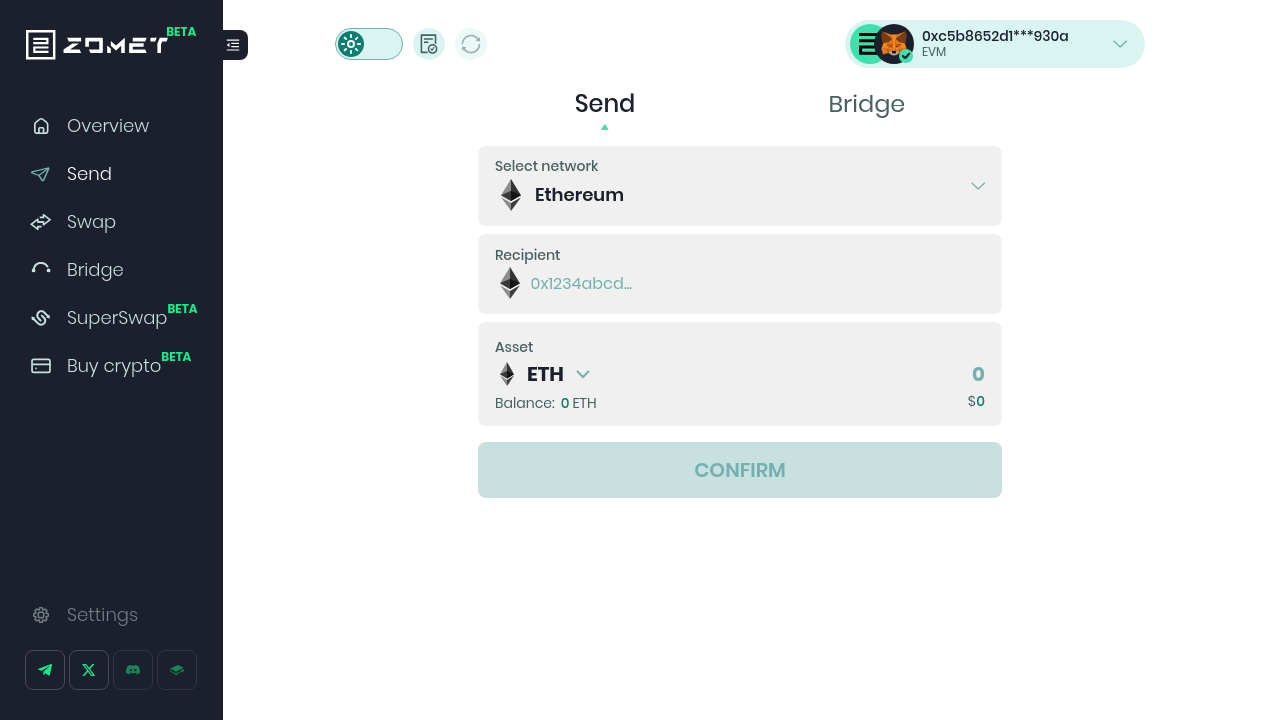 ZOMET BETA
Overview
Send
Swap
Bridge
SuperSwap BETA
Buy crypto BETA
Settings
0xc5b8652d1***930a
EVM
Send
Bridge
Select network
Ethereum
Recipient
0x1234abcd...
Asset
ETH
0
Balance: 0 ETH
$0
CONFIRM